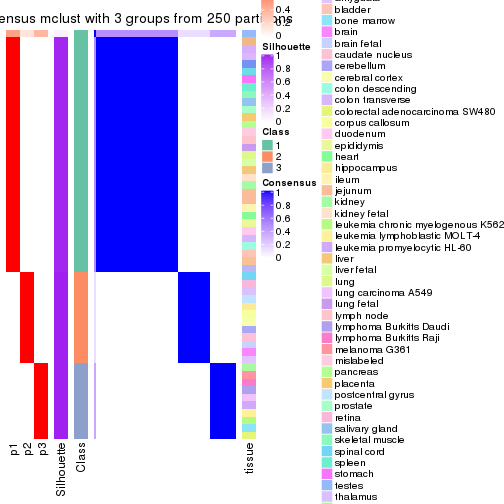 ensus mclust with 3 groups from 250 partitions
0.4
0.2
0
Silhouette
1
0.8
0.6
0.4
0.2
0
Class
1
2
3
Consensus
1
0.8
0.6
0.4
0.2
0
bladder
bone marrow
brain
brain fetal
caudate nucleus
cerebellum
cerebral cortex
colon descending
colon transverse
colorectal adenocarcinoma SW480
corpus callosum
duodenum
epididymis
heart
hippocampus
ileum
jejunum
kidney
kidney fetal
leukemia chronic myelogenous K562
leukemia lymphoblastic MOLT-4
leukemia promyelocytic HL-60
liver
liver fetal
lung
lung carcinoma A549
lung fetal
lymph node
lymphoma Burkitts Daudi
lymphoma Burkitts Raji
melanoma G361
mislabeled
pancreas
placenta
postcentral gyrus
prostate
retina
salivary gland
skeletal muscle
spinal cord
spleen
stomach
testes
thalamus
p1
p2
p3
Silhouette
Class
tissue